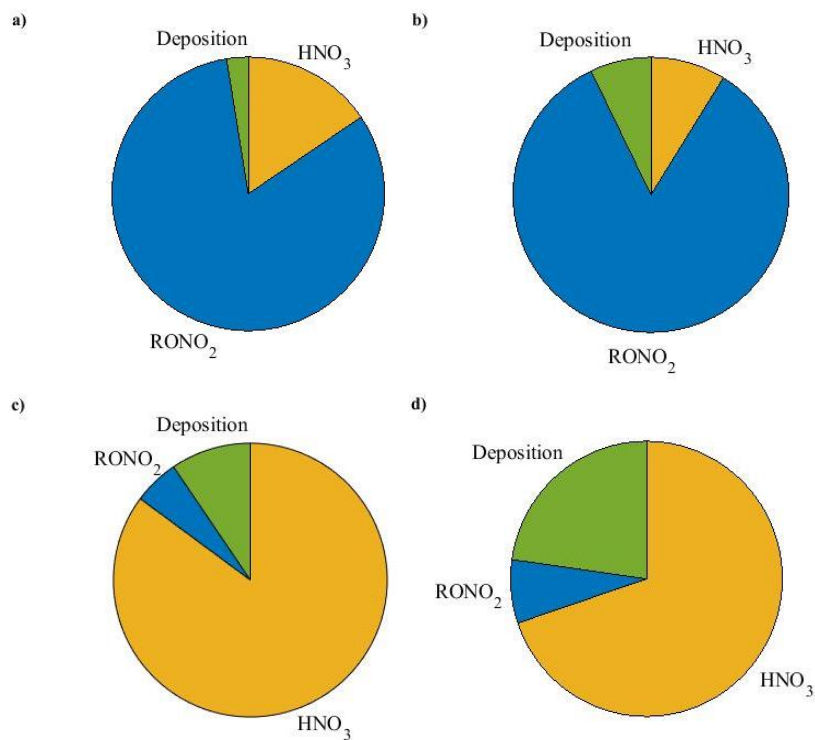 a)
Deposition
HNO₃
RONO₂
b)
Deposition
HNO₃
RONO₂
c)
Deposition
RONO₂
HNO₃
d)
Deposition
RONO₂
HNO₃